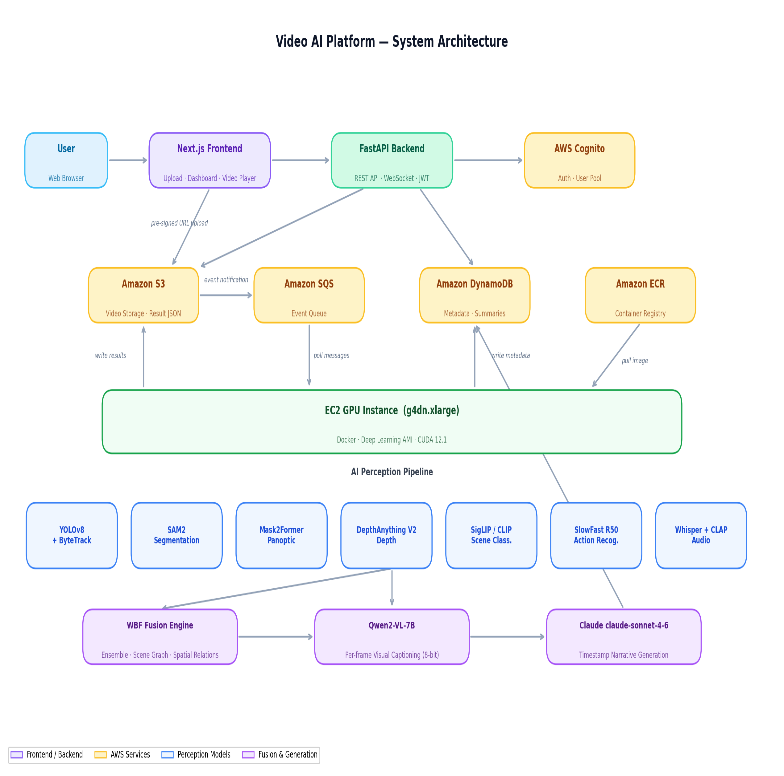 Video AI Platform — System Architecture
User
Web Browser
Next.js Frontend
Upload · Dashboard · Video Player
FastAPI Backend
REST API · WebSocket · JWT
AWS Cognito
Auth · User Pool
pre-signed URL upload
event notification
Amazon S3
Video Storage · Result JSON
Amazon SQS
Event Queue
Amazon DynamoDB
Metadata · Summaries
Amazon ECR
Container Registry
write results
poll messages
write metadata
pull image
EC2 GPU Instance (g4dn.xlarge)
Docker · Deep Learning AMI · CUDA 12.1
AI Perception Pipeline
YOLOv8
+ ByteTrack
SAM2
Segmentation
Mask2Former
Panoptic
DepthAnything V2
Depth
SigLIP / CLIP
Scene Class.
SlowFast R50
Action Recog.
Whisper + CLAP
Audio
WBF Fusion Engine
Ensemble · Scene Graph · Spatial Relations
Qwen2-VL-7B
Per-frame Visual Captioning (8-bit)
Claude claude-sonnet-4-6
Timestamp Narrative Generation
Frontend / Backend
AWS Services
Perception Models
Fusion & Generation